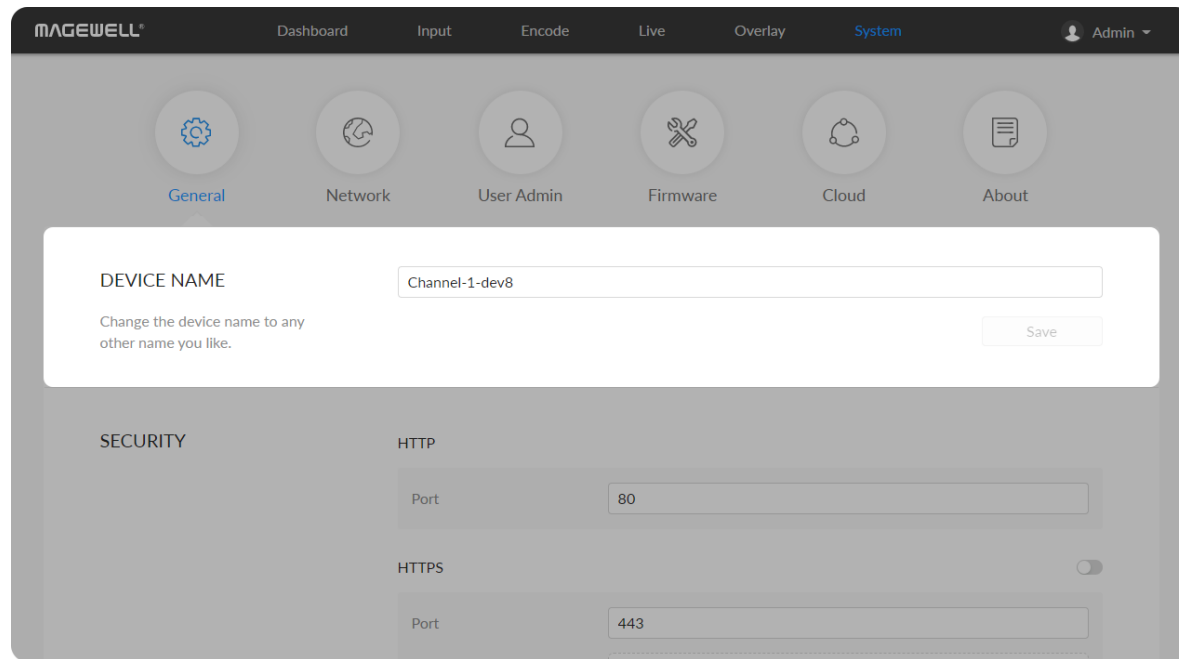 MAGEWELL®
Dashboard Input Encode Live Overlay System Admin
General Network User Admin Firmware Cloud About
DEVICE NAME
Channel-1-dev8
Change the device name to any
other name you like.
Save
SECURITY
HTTP
Port 80
HTTPS
Port 443